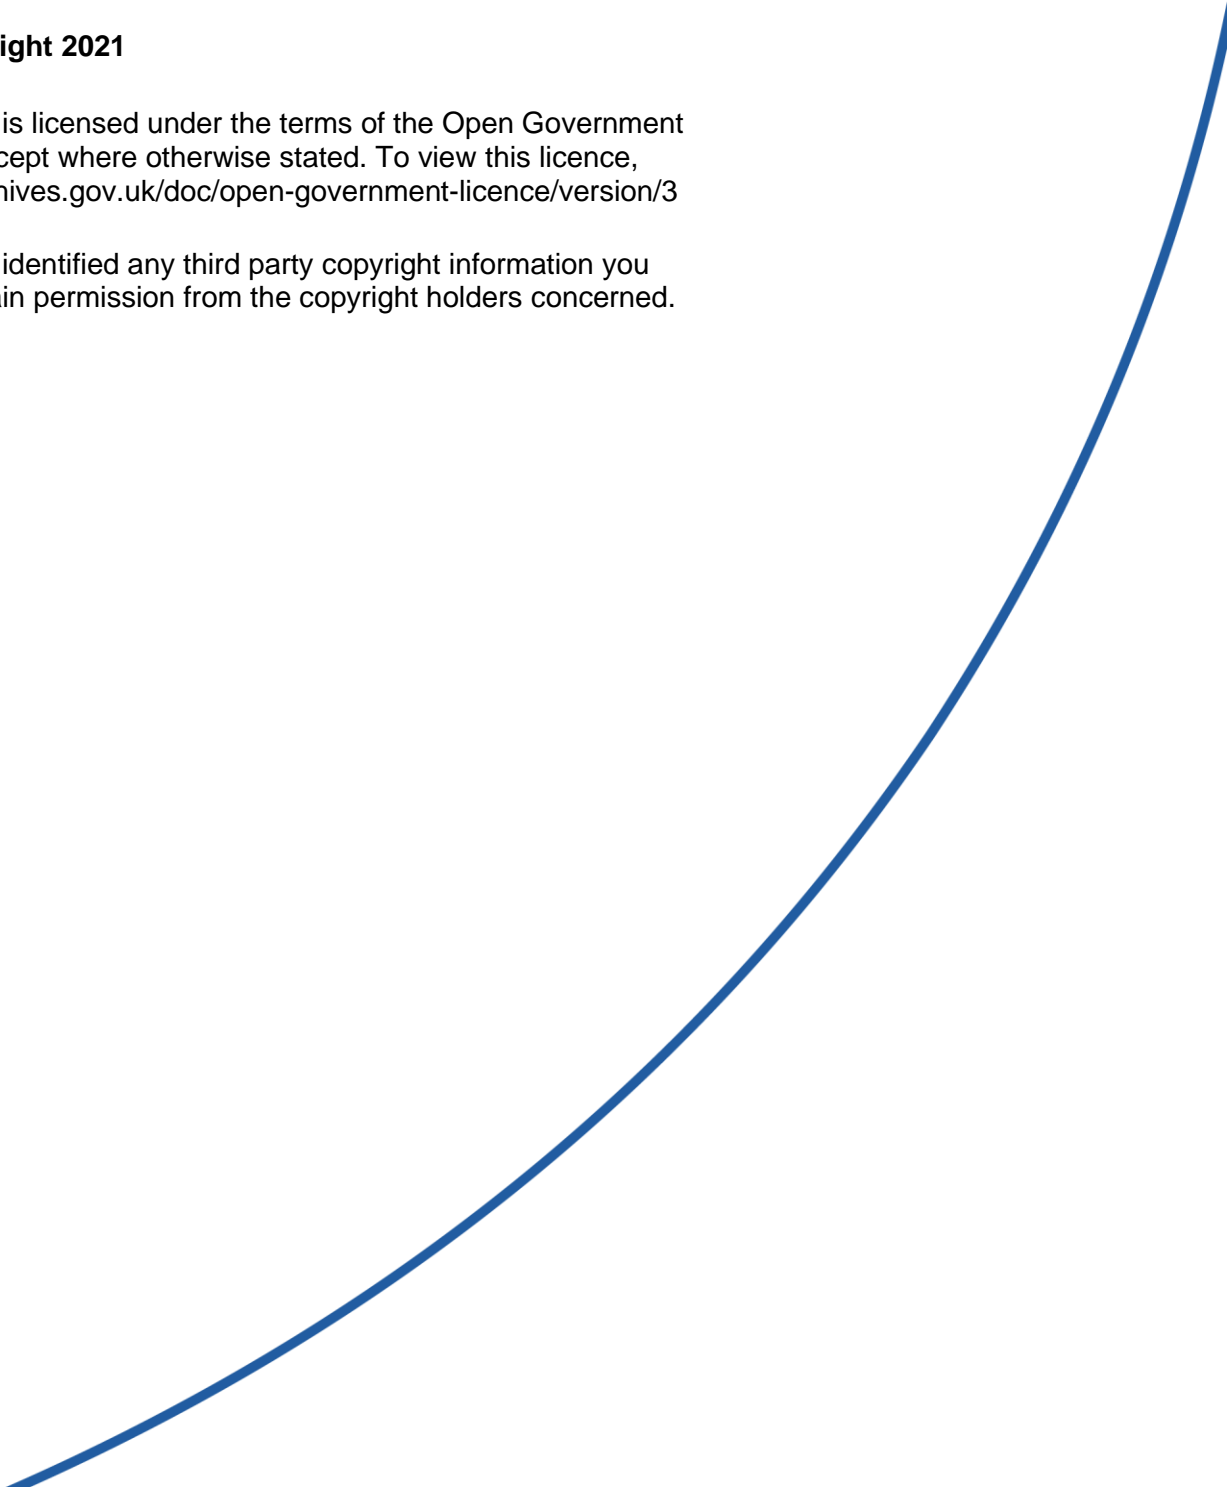 ight 2021
is licensed under the terms of the Open Government
cept where otherwise stated. To view this licence,
hives.gov.uk/doc/open-government-licence/version/3
identified any third party copyright information you
ain permission from the copyright holders concerned.